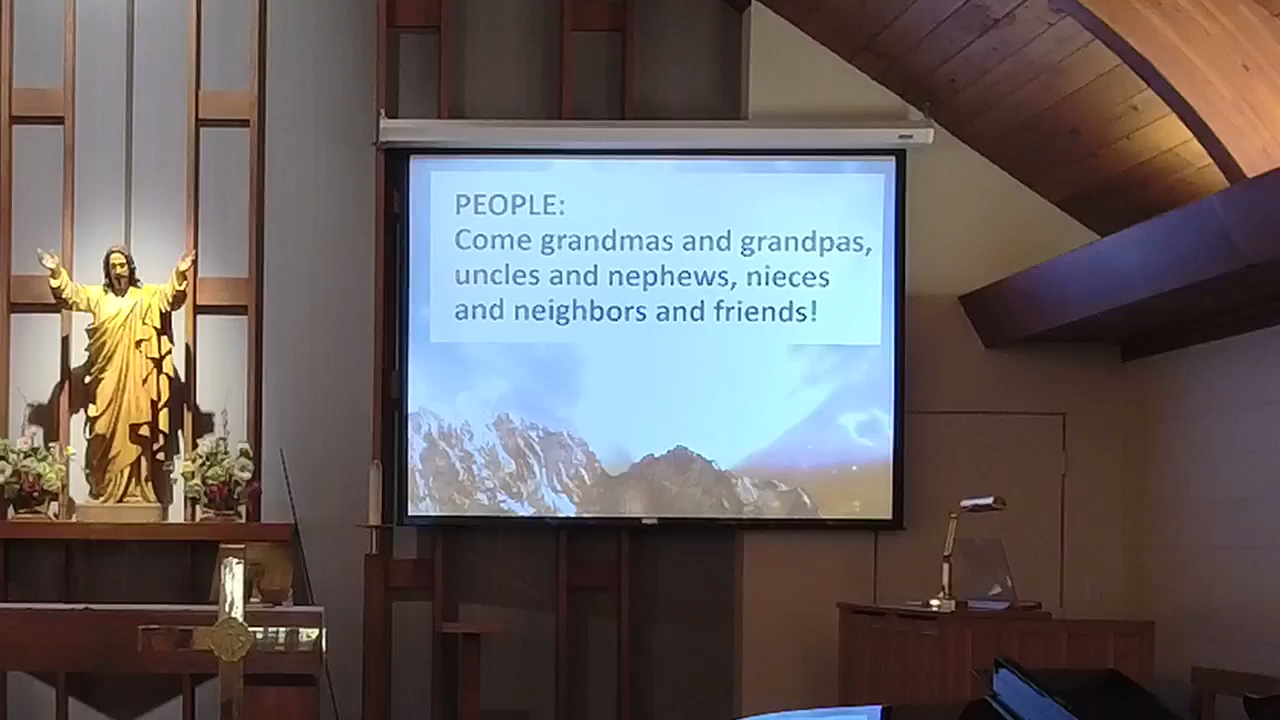 PEOPLE:
Come grandmas and grandpas,
uncles and nephews, nieces
and neighbors and friends!